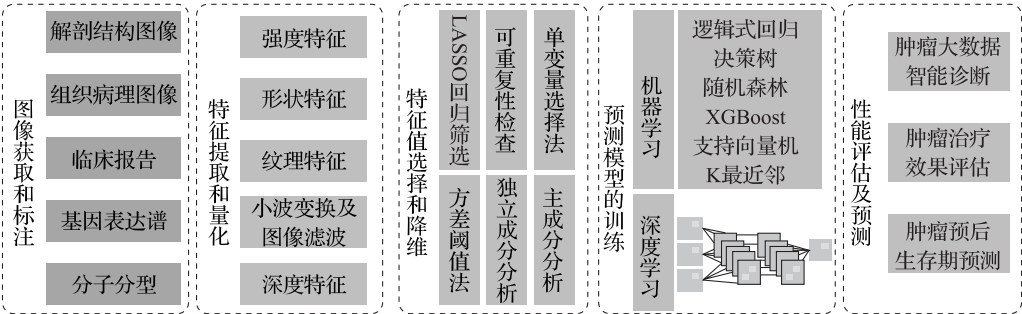 图像获取和标注
解剖结构图像
组织病理图像
临床报告
基因表达谱
分子分型
特征提取和量化
强度特征
形状特征
纹理特征
小波变换及
图像滤波
深度特征
特征值选择和降维
LASSO回归筛选
可重复性检查
单变量选择法
方差阈值法
独立成分分析
主成分分析
预测模型的训练
机器学习
逻辑式回归
决策树
随机森林
XGBoost
支持向量机
K最近邻
深度学习
性能评估及预测
肿瘤大数据
智能诊断
肿瘤治疗
效果评估
肿瘤预后
生存期预测